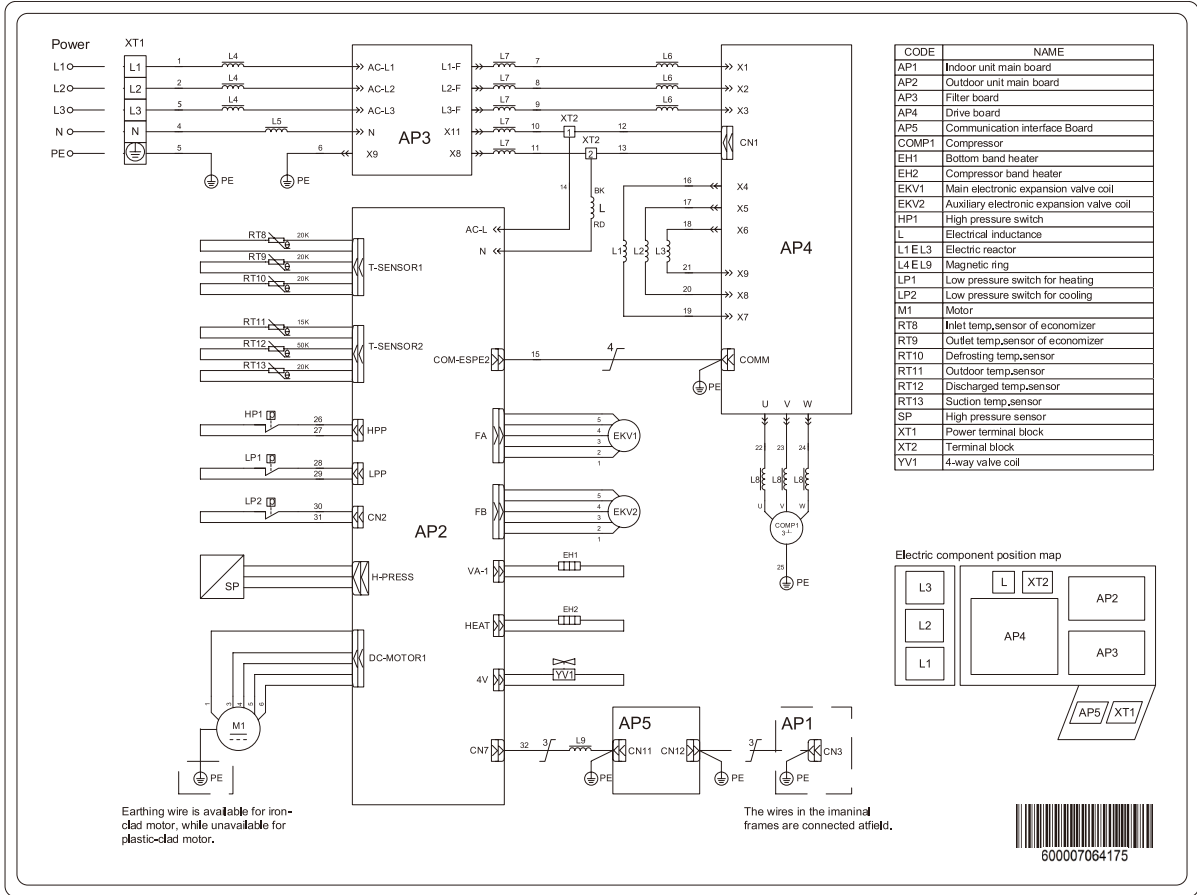 Power XT1
L1 L1 1 L4 AC-L1 L1-F L7 7 L6 X1
L2 L2 2 L4 AC-L2 L2-F L7 8 L6 X2
L3 L3 5 L4 AC-L3 L3-F L7 9 L6 X3
N N 4 L5 N AP3 X11 L7 10 XT2 1 12 CN1
PE 5 PE 6 PE X9 X8 L7 11 XT2 2 13
14 BK L RD
AC-L
N
16 X4
17 X5
18 X6
L1 L2 L3 AP4
21 X9
20 X8
19 X7
RT8 20K
RT9 20K T-SENSOR1
RT10 20K
RT11 15K
RT12 50K T-SENSOR2
RT13 20K
COM-ESPE2 15 4 COMM
PE
U V W
22 23 24
L8 L8 L8
U V W
COMP1
3~
25
PE
HP1 p 26
27 HPP
LP1 p 28
29 LPP
LP2 p 30
31 CN2
AP2
SP H-PRESS
DC-MOTOR1
1 3 4 5 6
M1
PE
FA 5 4 3 2 1 EKV1
FB 5 4 3 2 1 EKV2
VA-1 EH1
HEAT EH2
4V YV1
CN7 32 3 L9 AP5 CN11 CN12 3 AP1 CN3
PE PE PE
Earthing wire is available for iron-
clad motor, while unavailable for
plastic-clad motor.
The wires in the imaninal
frames are connected atfield.
CODE NAME
AP1 Indoor unit main board
AP2 Outdoor unit main board
AP3 Filter board
AP4 Drive board
AP5 Communication interface Board
COMP1 Compressor
EH1 Bottom band heater
EH2 Compressor band heater
EKV1 Main electronic expansion valve coil
EKV2 Auxiliary electronic expansion valve coil
HP1 High pressure switch
L Electrical inductance
L1 E L3 Electric reactor
L4 E L9 Magnetic ring
LP1 Low pressure switch for heating
LP2 Low pressure switch for cooling
M1 Motor
RT8 Inlet temp.sensor of economizer
RT9 Outlet temp.sensor of economizer
RT10 Defrosting temp.sensor
RT11 Outdoor temp.sensor
RT12 Discharged temp.sensor
RT13 Suction temp.sensor
SP High pressure sensor
XT1 Power terminal block
XT2 Terminal block
YV1 4-way valve coil
Electric component position map
L3 L XT2 AP2
L2 AP4
L1 AP3
AP5 XT1
600007064175